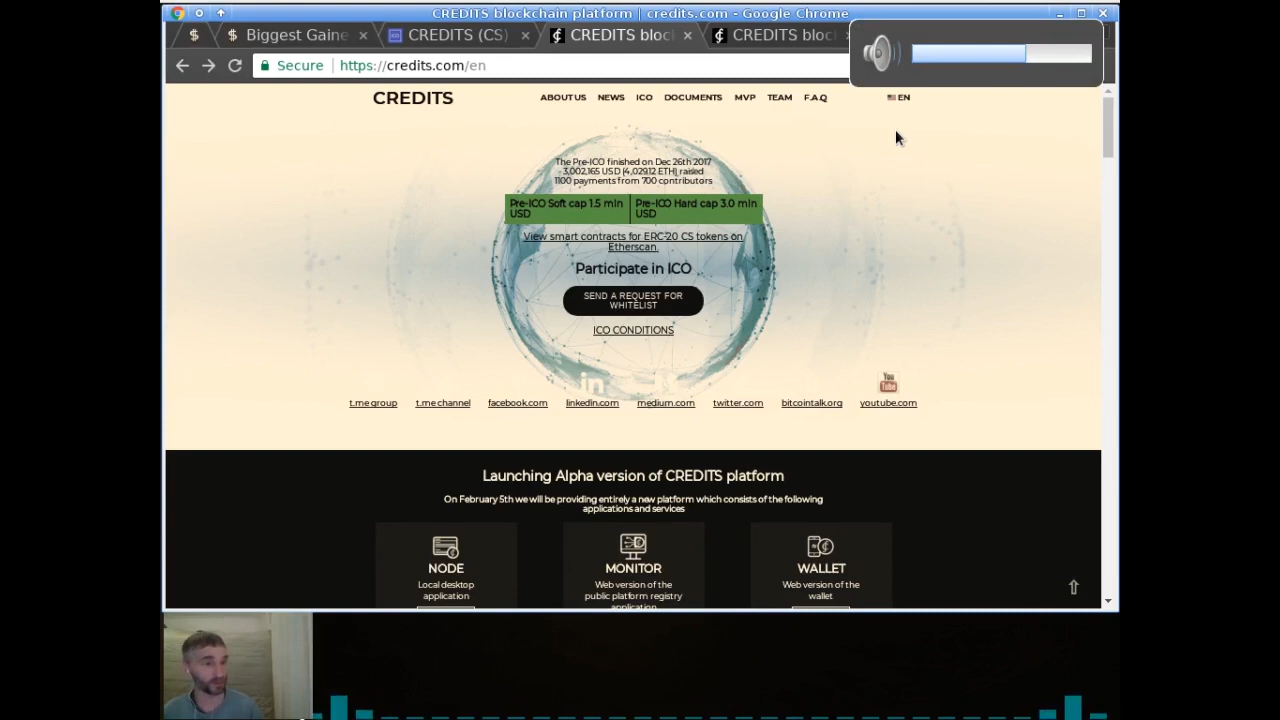 CREDITS blockchain platform | credits.com - Google Chrome
$
$ Biggest Gaine
CREDITS (CS)
CREDITS bloc
CREDITS bloc
Secure
https://credits.com/en
CREDITS
ABOUT US NEWS ICO DOCUMENTS MVP TEAM F.A.Q
EN
The Pre-ICO finished on Dec 26th 2017
3,002,165 USD (4,029.12 ETH) raised
1100 payments from 700 contributors
Pre-ICO Soft cap 1.5 mln
USD
Pre-ICO Hard cap 3.0 mln
USD
View smart contracts for ERC-20 CS tokens on
Etherscan.
Participate in ICO
SEND A REQUEST FOR
WHITELIST
ICO CONDITIONS
in
You
Tube
t.me group t.me channel facebook.com linkedin.com medium.com twitter.com bitcointalk.org youtube.com
Launching Alpha version of CREDITS platform
On February 5th we will be providing entirely a new platform which consists of the following
applications and services
NODE
Local desktop
application
MONITOR
Web version of the
public platform registry
application
WALLET
Web version of the
wallet